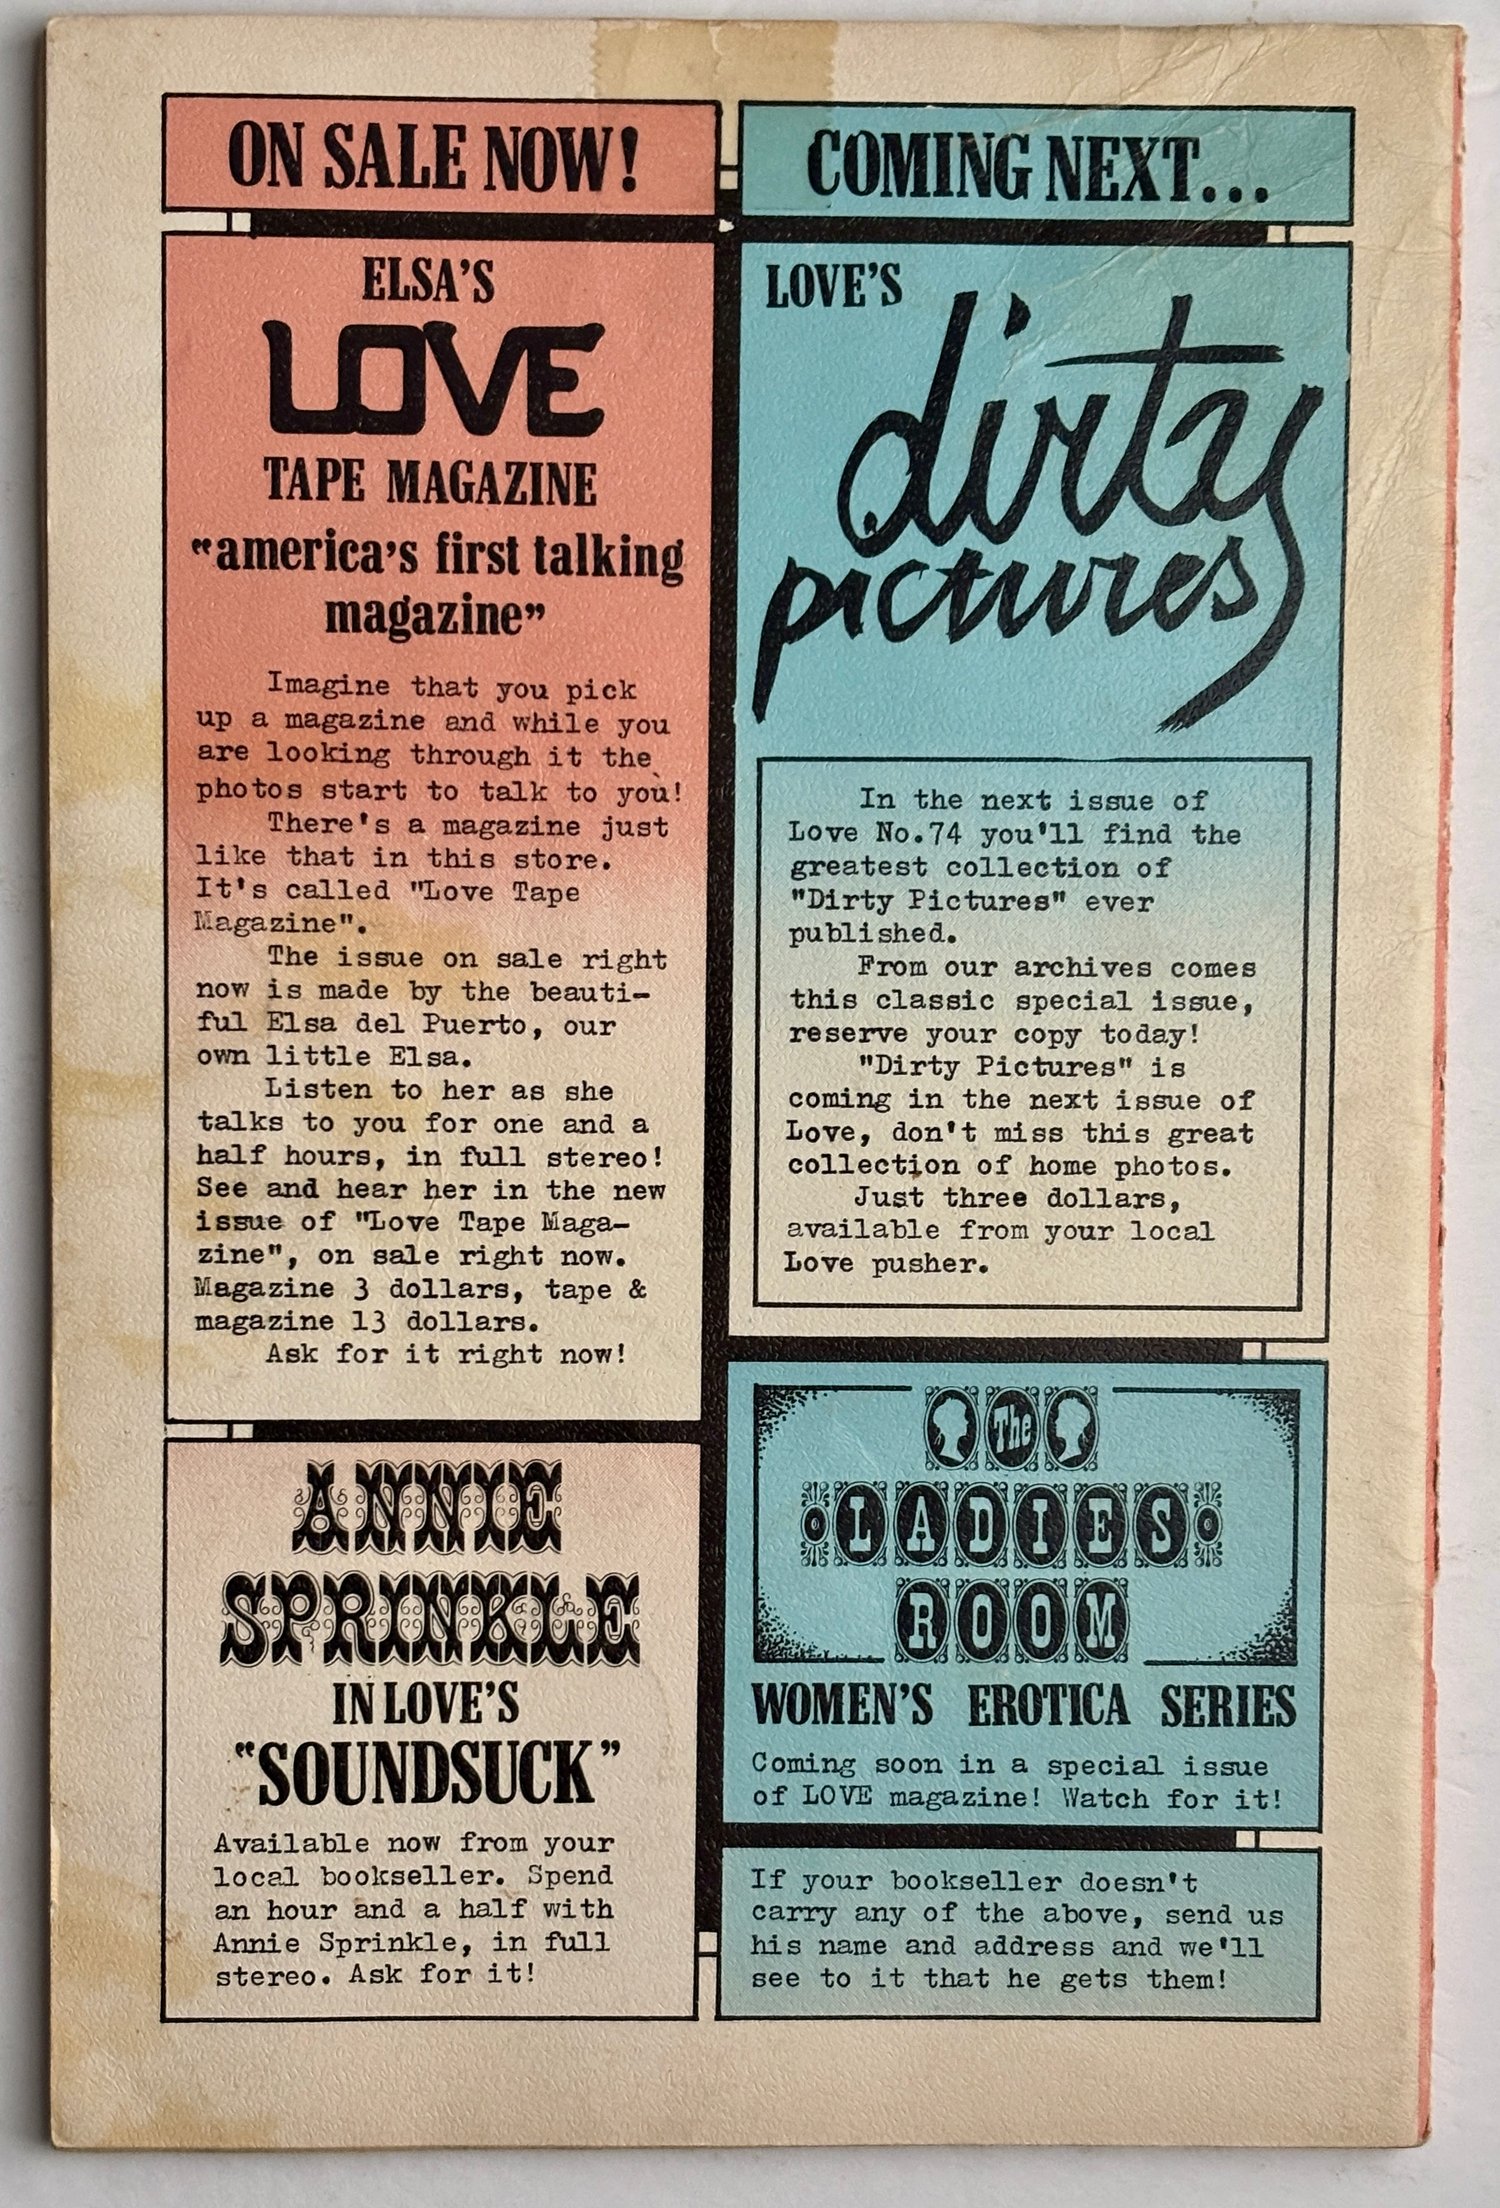 ON SALE NOW!
ELSA'S
LOVE
TAPE MAGAZINE
"america's first talking
magazine"
Imagine that you pick
up a magazine and while you
are looking through it the
photos start to talk to you!
There's a magazine just
like that in this store.
It's called "Love Tape
Magazine".
The issue on sale right
now is made by the beauti-
ful Elsa del Puerto, our
own little Elsa.
Listen to her as she
talks to you for one and a
half hours, in full stereo!
See and hear her in the new
issue of "Love Tape Maga-
zine", on sale right now.
Magazine 3 dollars, tape &
magazine 13 dollars.
Ask for it right now!
ANNIE
SPRINKLE
IN LOVE'S
"SOUNDSUCK"
Available now from your
local bookseller. Spend
an hour and a half with
Annie Sprinkle, in full
stereo. Ask for it!
COMING NEXT...
LOVE'S
dirty
pictures
In the next issue of
Love No.74 you'll find the
greatest collection of
"Dirty Pictures" ever
published.
From our archives comes
this classic special issue,
reserve your copy today!
"Dirty Pictures" is
coming in the next issue of
Love, don't miss this great
collection of home photos.
Just three dollars,
available from your local
Love pusher.
The
LADIES
ROOM
WOMEN'S EROTICA SERIES
Coming soon in a special issue
of LOVE magazine! Watch for it!
If your bookseller doesn't
carry any of the above, send us
his name and address and we'll
see to it that he gets them!